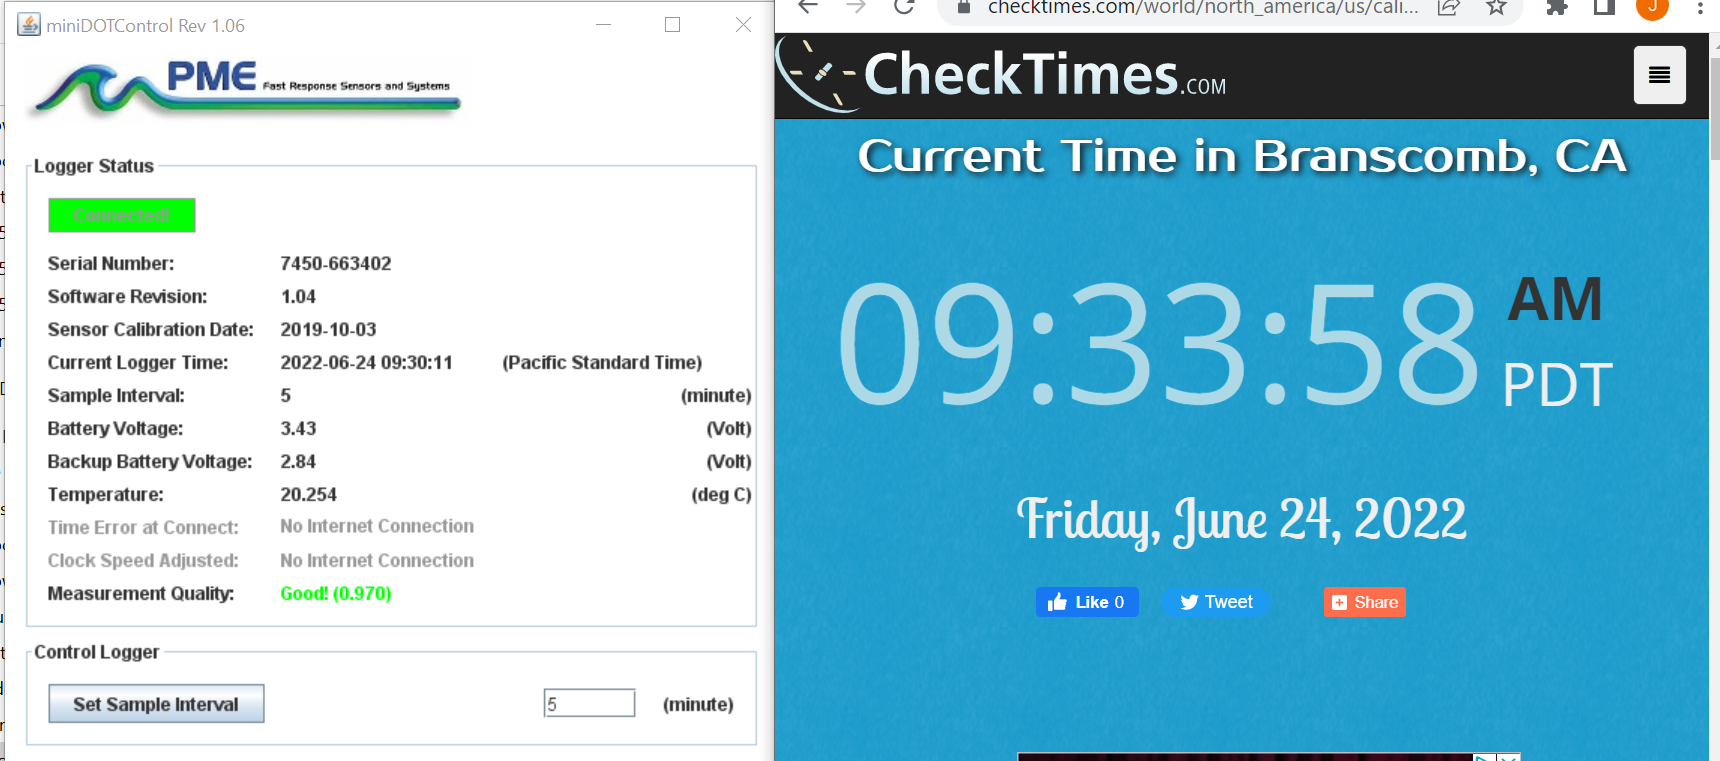 miniDOTControl Rev 1.06
PME Fast Response Sensors and Systems
Logger Status
Connected!
Serial Number: 7450-663402
Software Revision: 1.04
Sensor Calibration Date: 2019-10-03
Current Logger Time: 2022-06-24 09:30:11 (Pacific Standard Time)
Sample Interval: 5 (minute)
Battery Voltage: 3.43 (Volt)
Backup Battery Voltage: 2.84 (Volt)
Temperature: 20.254 (deg C)
Time Error at Connect: No Internet Connection
Clock Speed Adjusted: No Internet Connection
Measurement Quality: Good! (0.970)
Control Logger
Set Sample Interval 5 (minute)
checktimes.com/world/north_america/us/cali...
J
CheckTimes.COM
Current Time in Branscomb, CA
09:33:58 AM
PDT
Friday, June 24, 2022
Like 0 Tweet Share